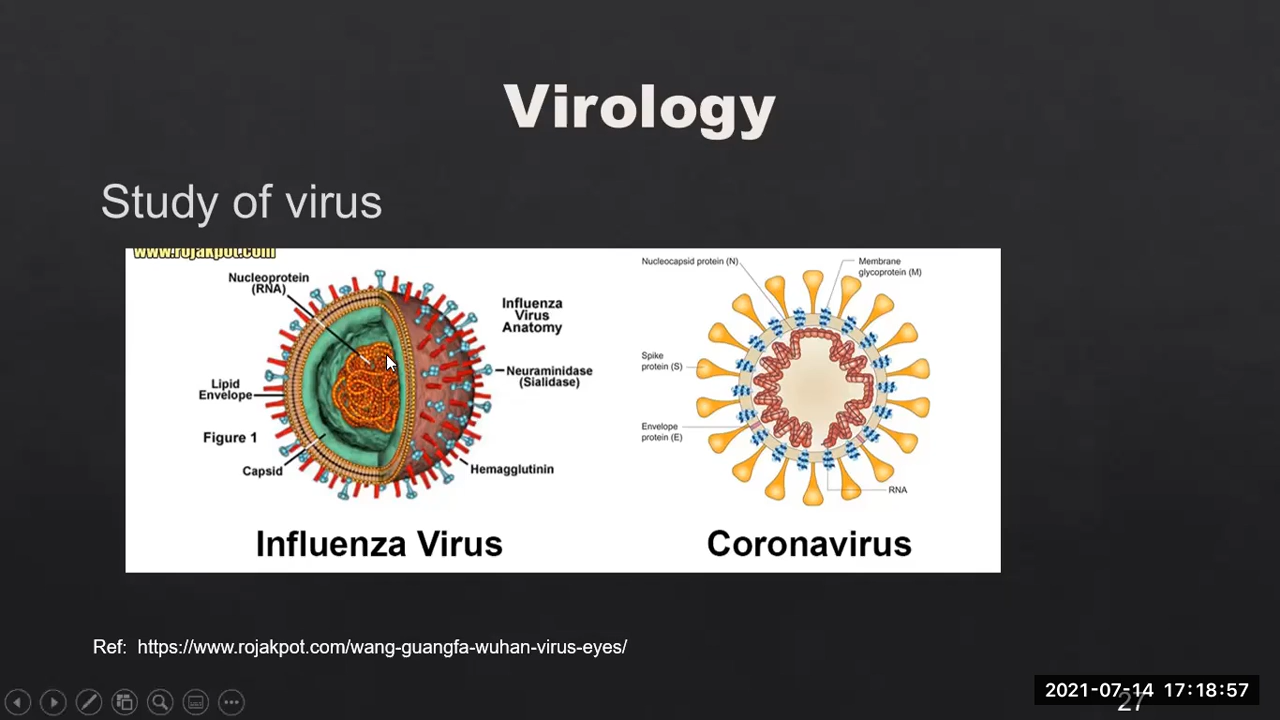 Virology
Study of virus
www.rojakpot.com
Nucleoprotein
(RNA)
Influenza
Virus
Anatomy
Neuraminidase
(Sialidase)
Lipid
Envelope
Figure 1
Capsid
Hemagglutinin
Influenza Virus
Nucleocapsid protein (N)
Membrane
glycoprotein (M)
Spike
protein (S)
Envelope
protein (E)
RNA
Coronavirus
Ref: https://www.rojakpot.com/wang-guangfa-wuhan-virus-eyes/
2021-07-14 17:18:57
27